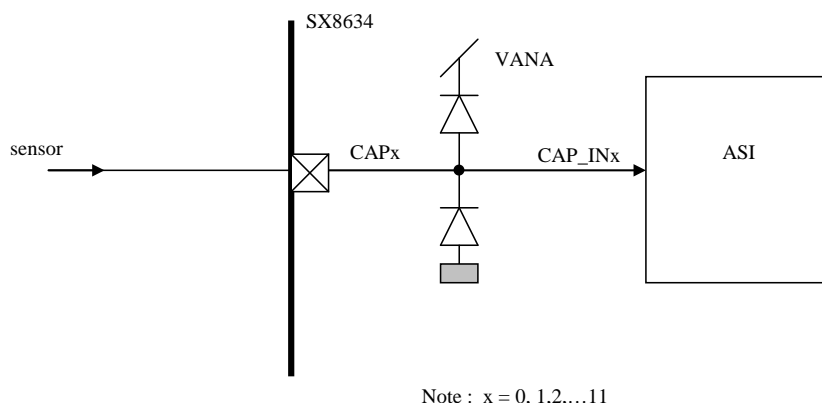 SX8634
VANA
sensor
CAPx
CAP_INx
ASI
Note : x = 0, 1,2,…11